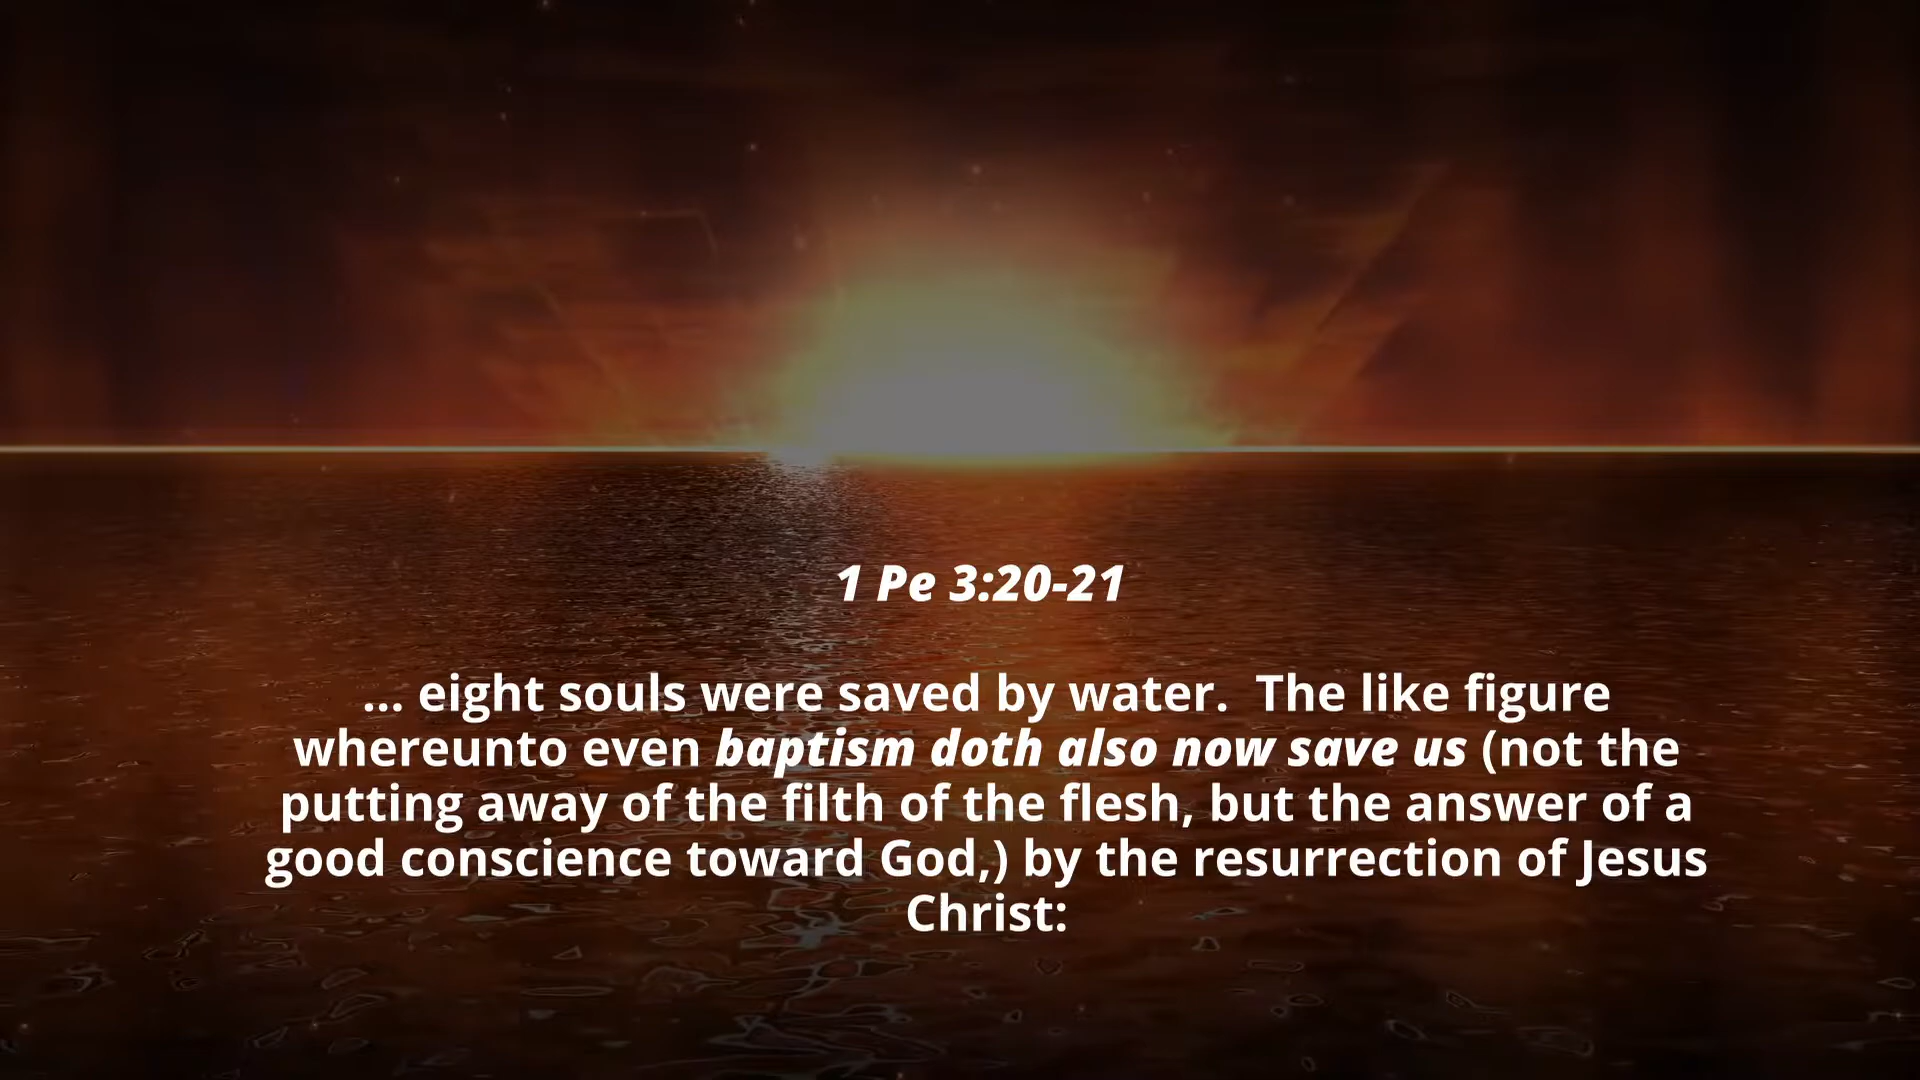 1 Pe 3:20-21
... eight souls were saved by water.  The like figure
whereunto even baptism doth also now save us (not the
putting away of the filth of the flesh, but the answer of a
good conscience toward God,) by the resurrection of Jesus
Christ: